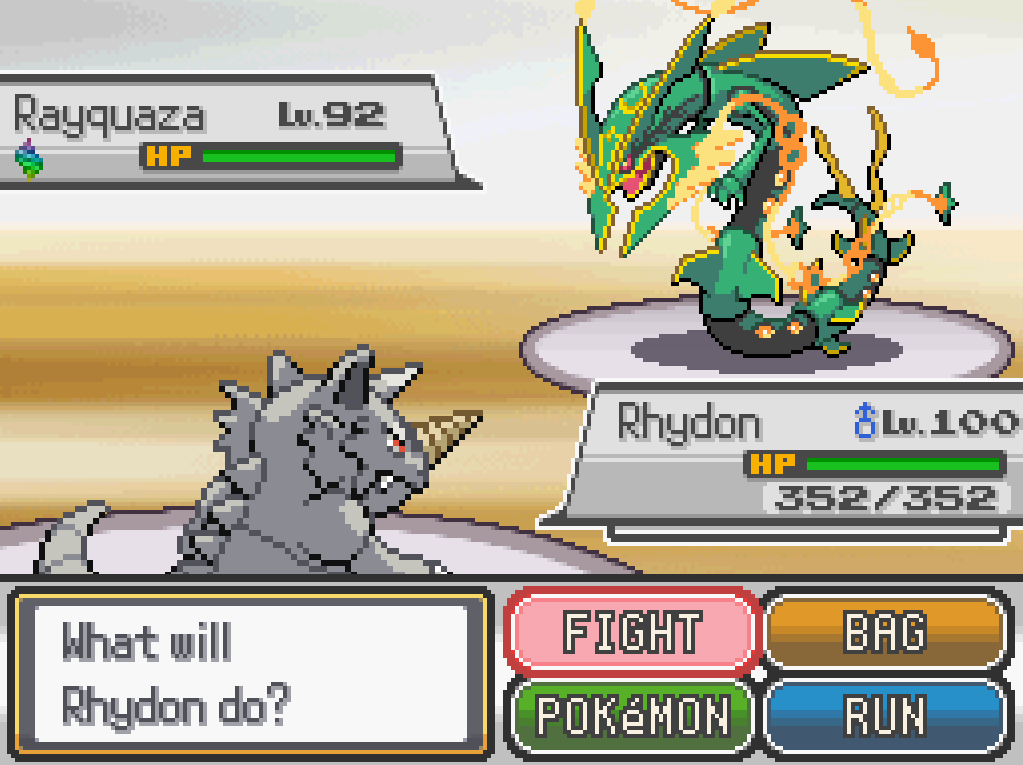 Rayquaza Lv.92
HP
Rhydon ♂Lv.100
HP
352/352
What will
Rhydon do?
FIGHT BAG
POKéMON RUN